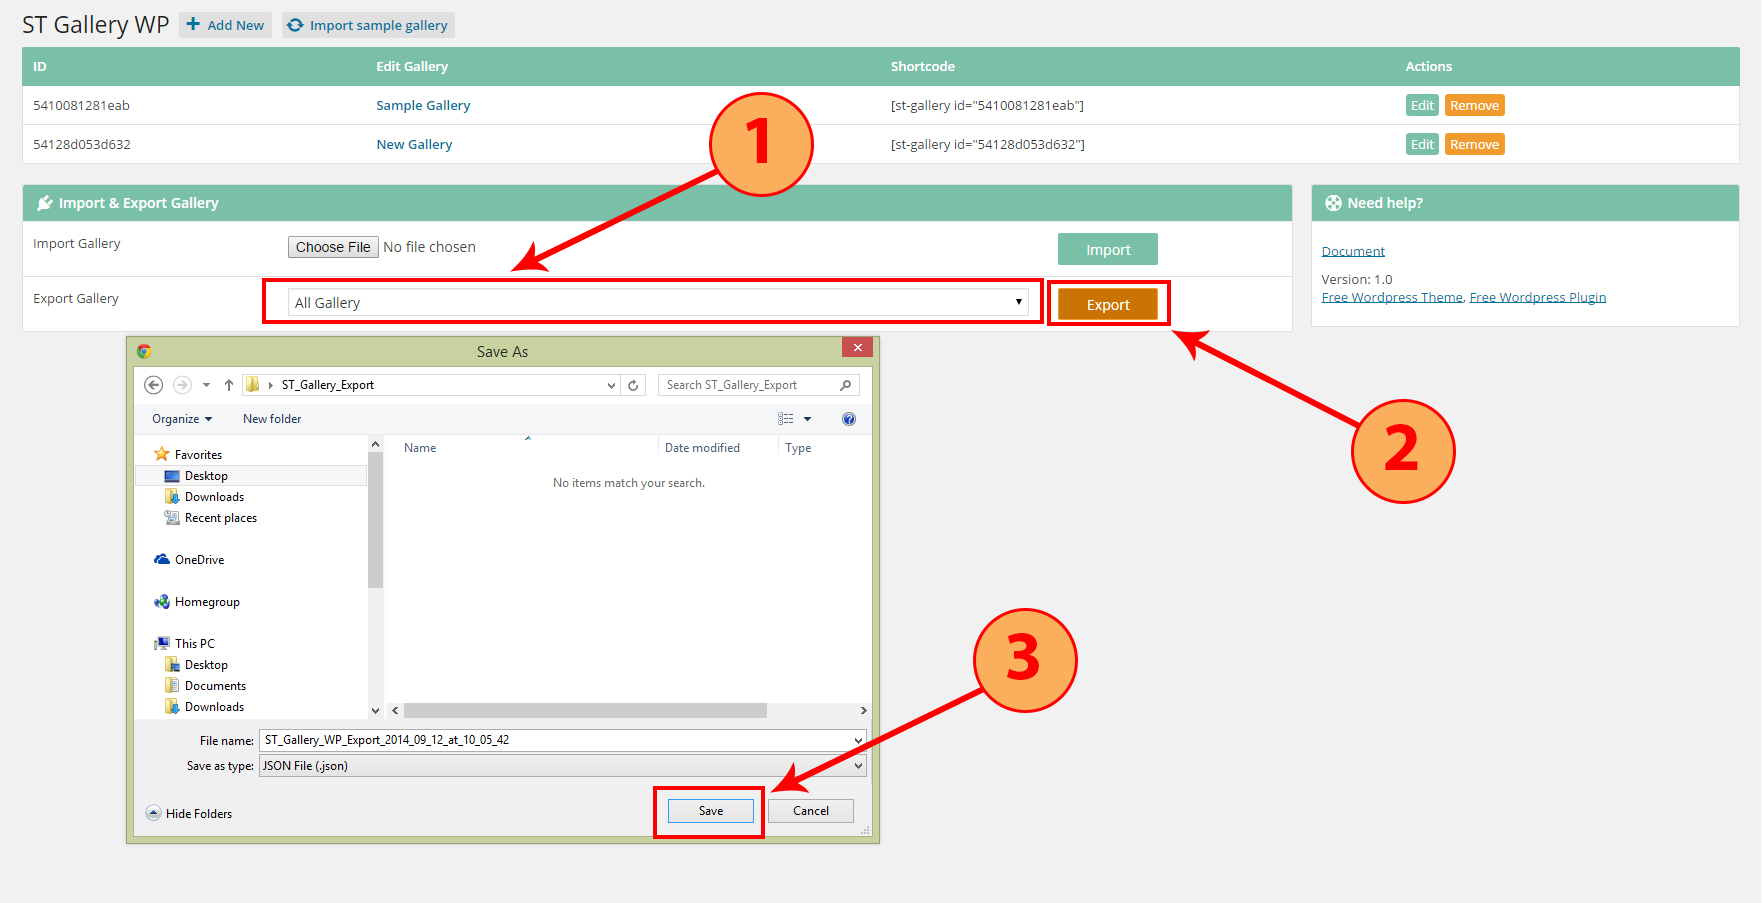 ST Gallery WP Add New Import sample gallery
ID Edit Gallery Shortcode Actions
5410081281eab Sample Gallery [st-gallery id="5410081281eab"] Edit Remove
54128d053d632 New Gallery [st-gallery id="54128d053d632"] Edit Remove
1
Import & Export Gallery
Import Gallery Choose File No file chosen Import
Export Gallery All Gallery Export
Need help?
Document
Version: 1.0
Free Wordpress Theme, Free Wordpress Plugin
2
Save As
ST_Gallery_Export Search ST_Gallery_Export
Organize New folder
Name Date modified Type
No items match your search.
Favorites
Desktop
Downloads
Recent places
OneDrive
Homegroup
This PC
Desktop
Documents
Downloads
3
File name: ST_Gallery_WP_Export_2014_09_12_at_10_05_42
Save as type: JSON File (.json)
Hide Folders Save Cancel